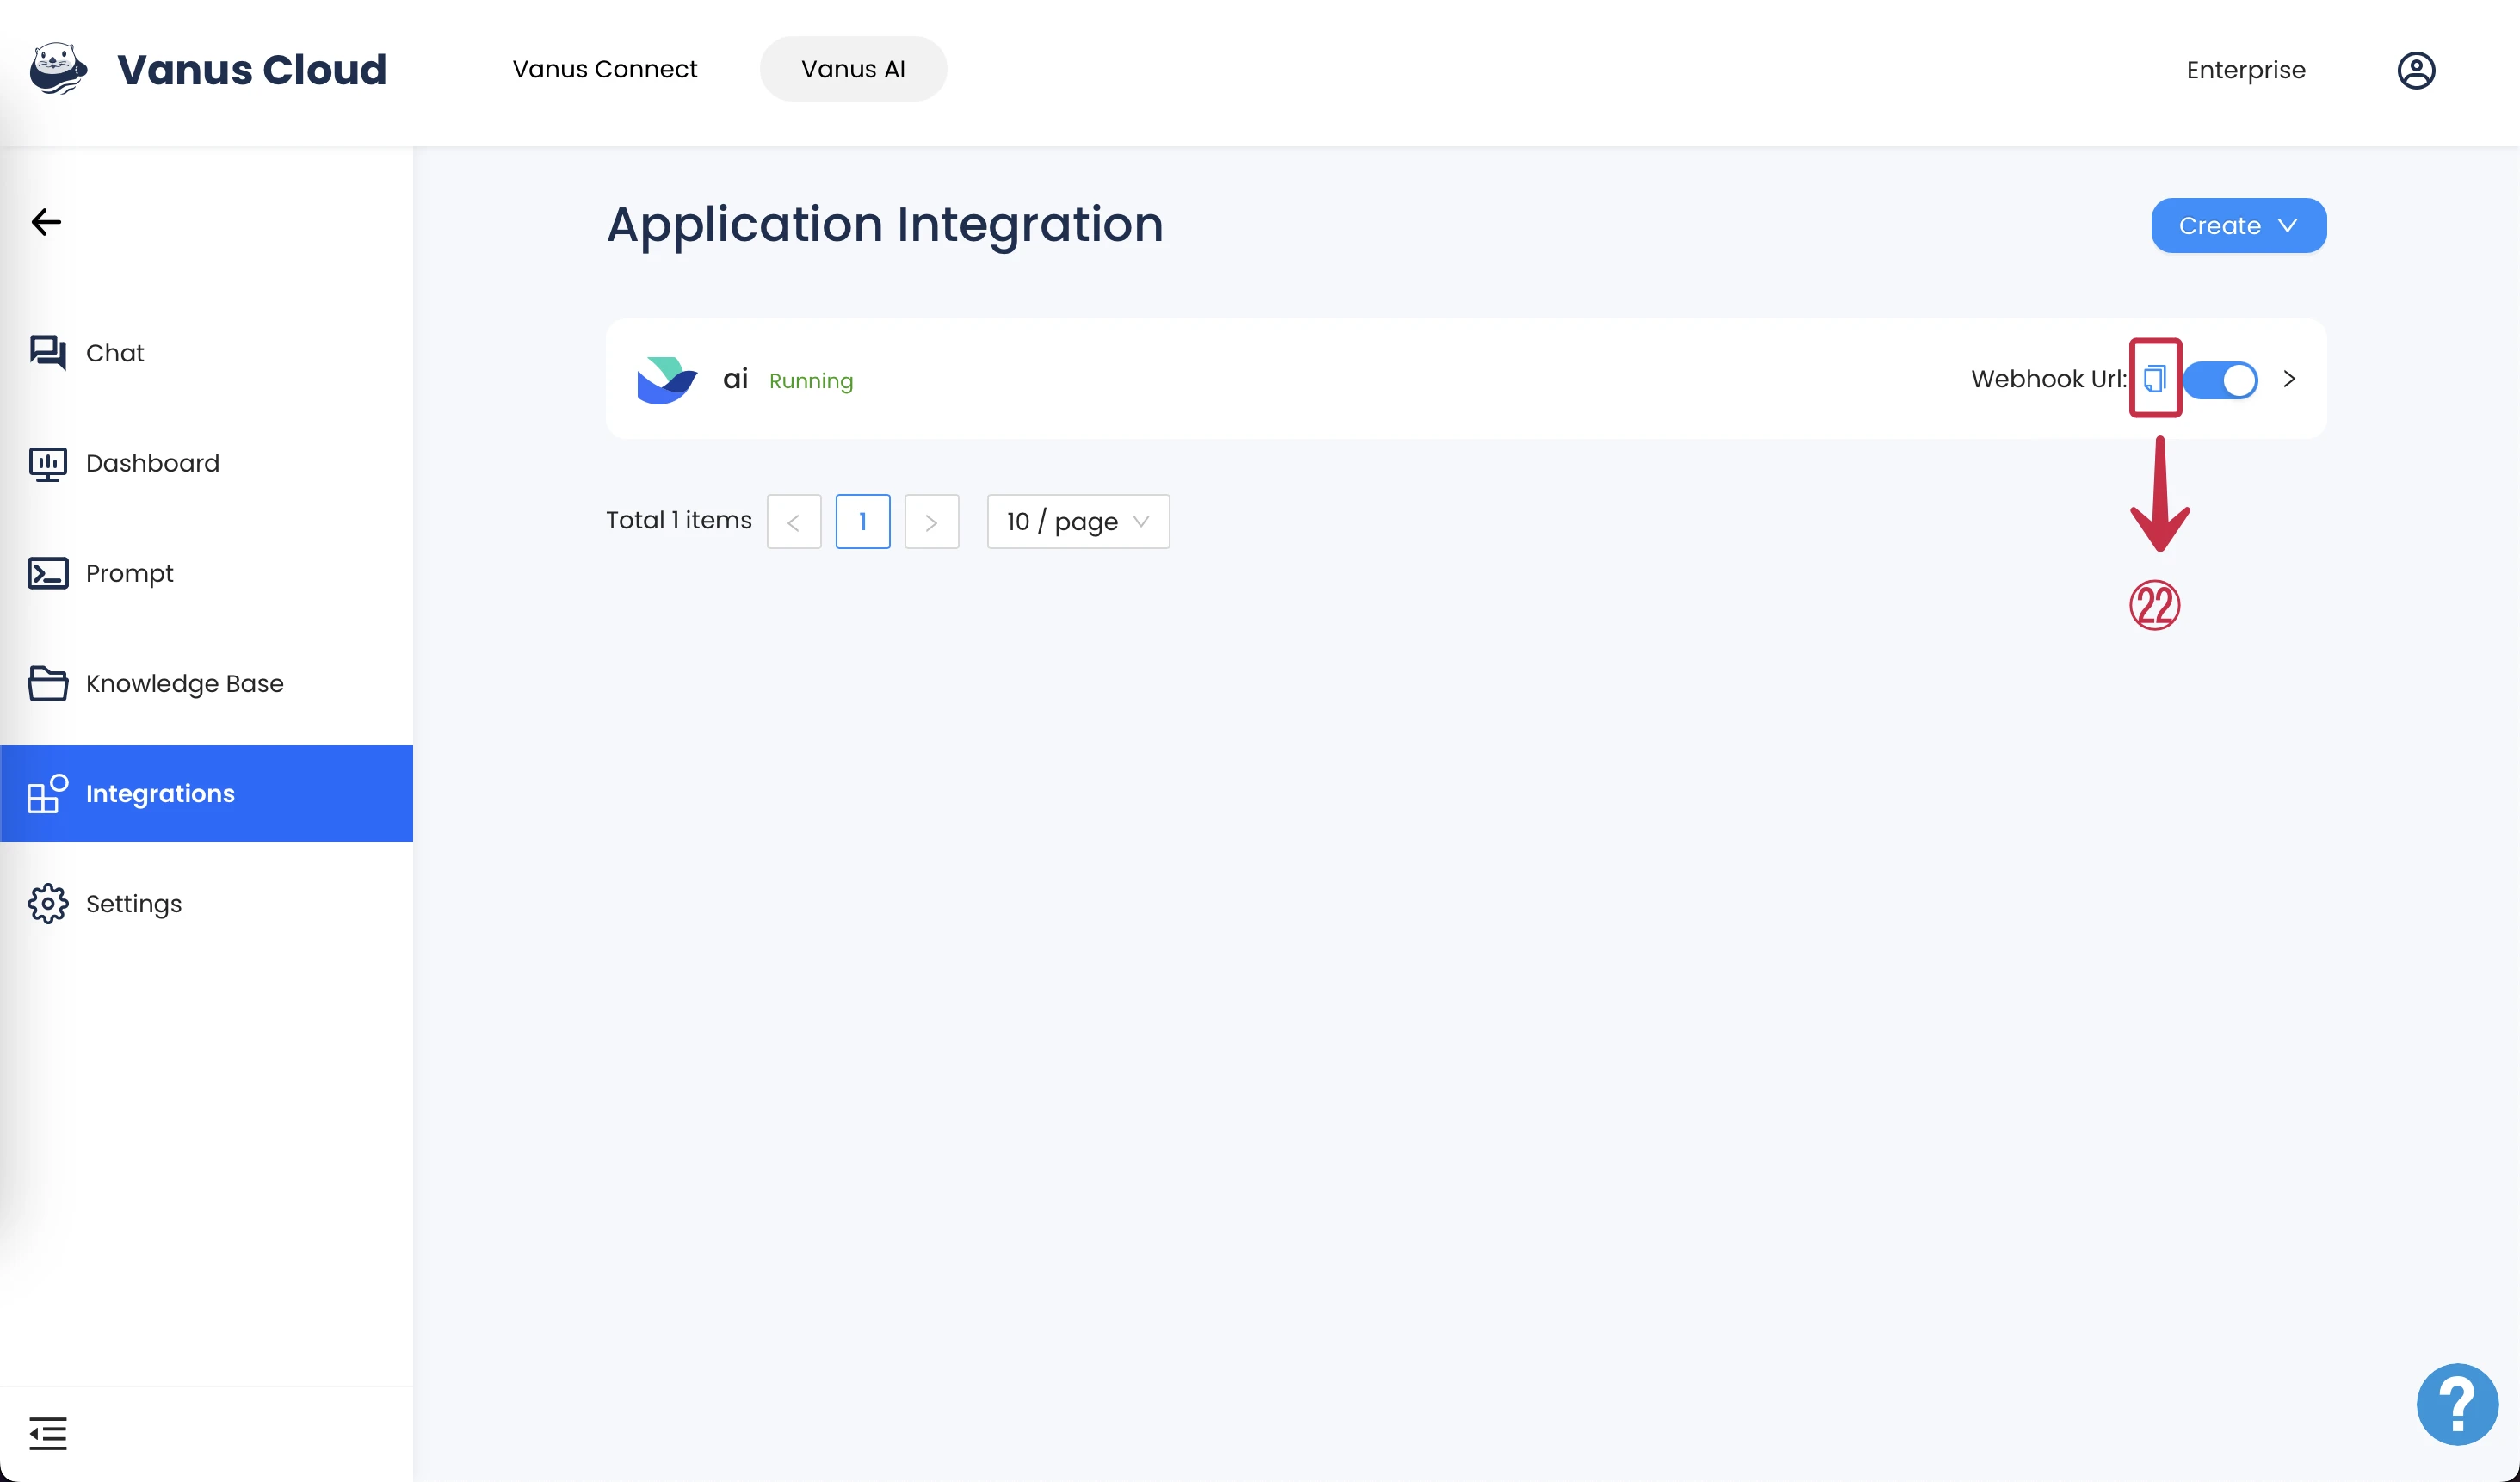 Vanus Cloud
Vanus Connect
Vanus AI
Enterprise
Application Integration
Create
Chat
ai Running
Webhook Url:
Dashboard
Total 1 items
<
1
>
10 / page
Prompt
㉒
Knowledge Base
Integrations
Settings
?